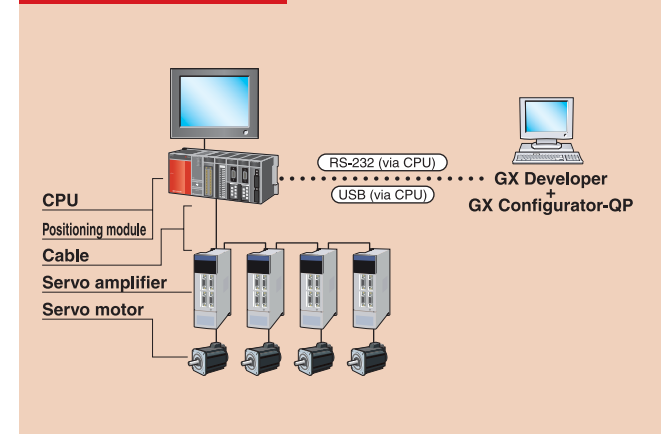 RS-232 (via CPU)
USB (via CPU)
GX Developer
+
GX Configurator-QP
CPU
Positioning module
Cable
Servo amplifier
Servo motor